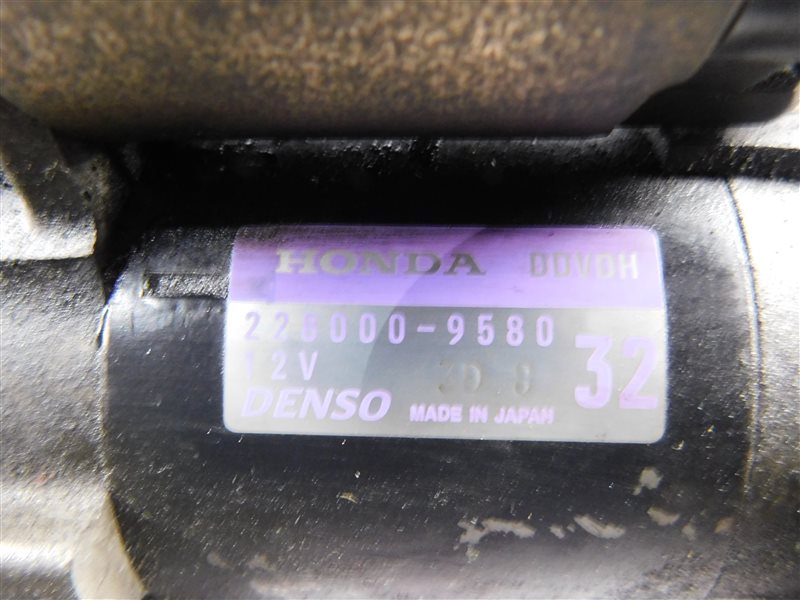 HONDA DDVDH
228000-9580
12V
32
DENSO MADE IN JAPAN